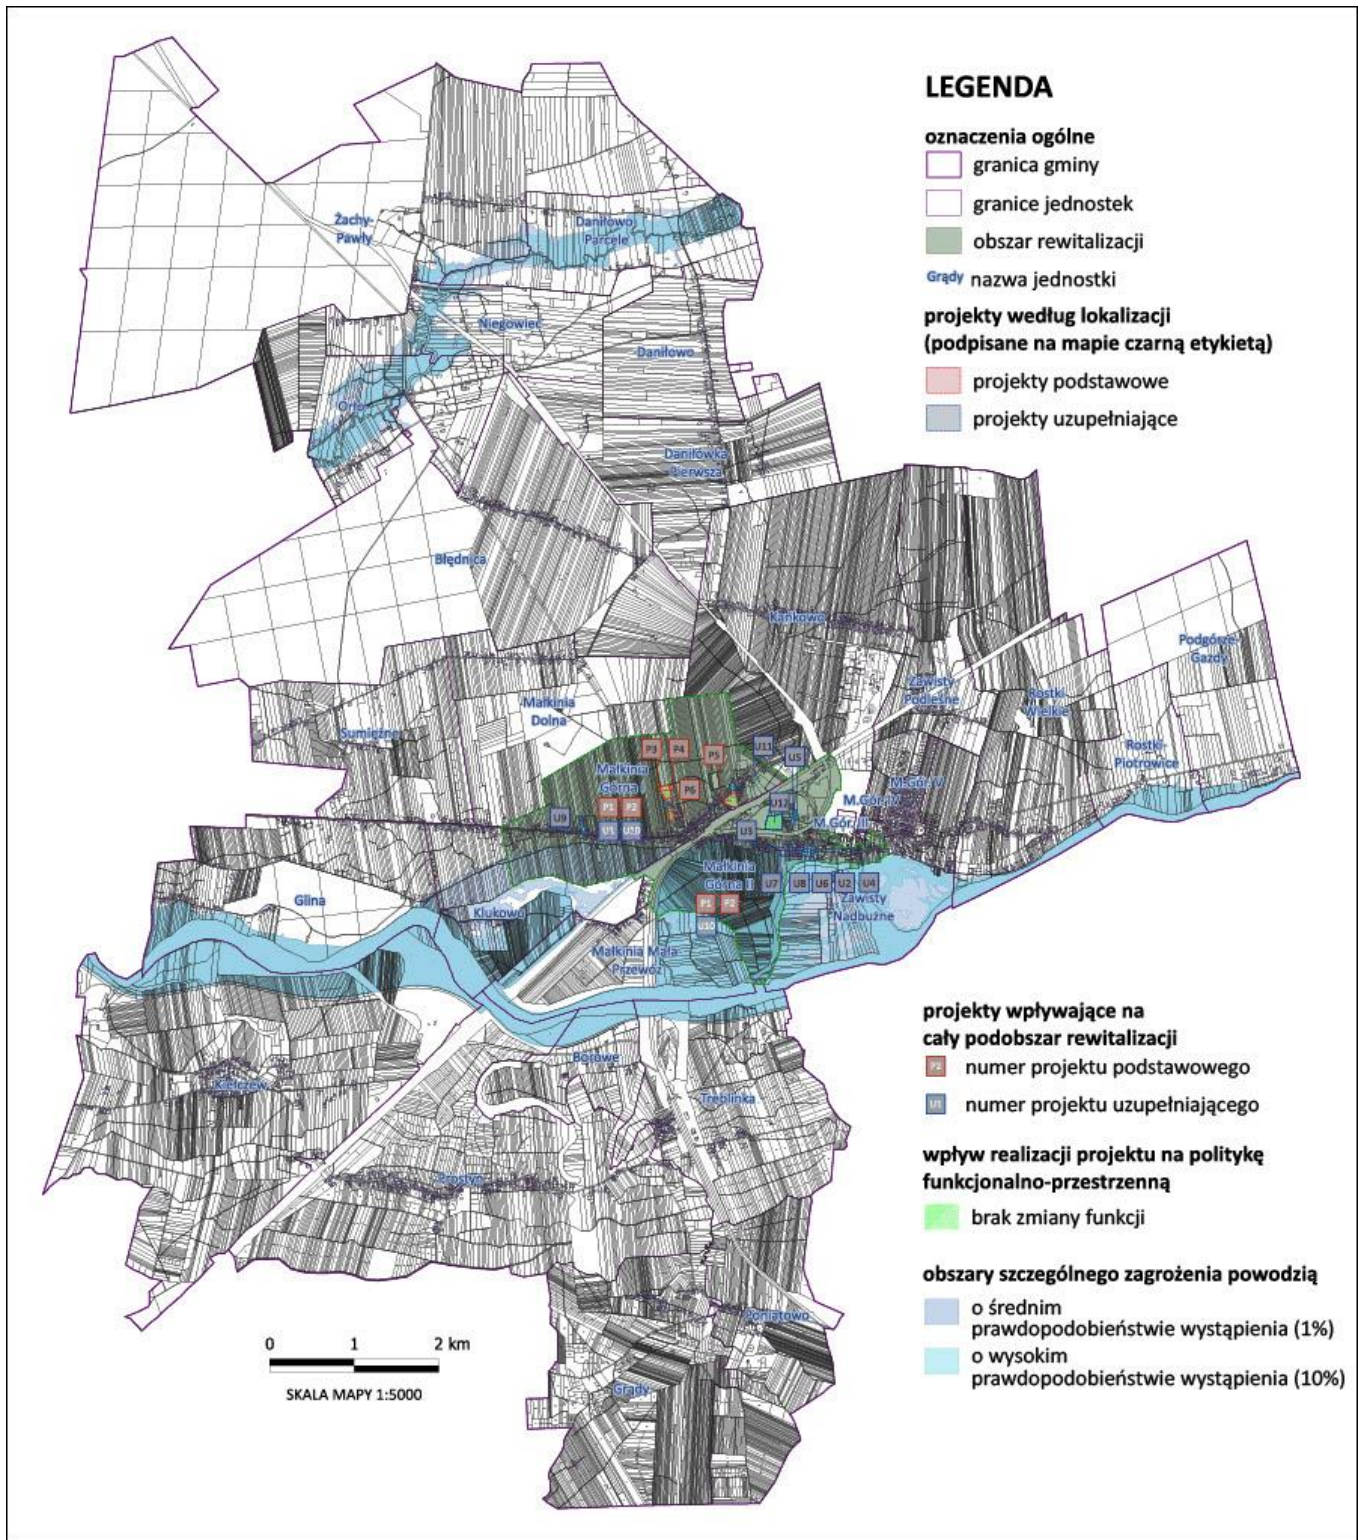 LEGENDA
oznaczenia ogólne
granica gminy
granice jednostek
obszar rewitalizacji
Grądy nazwa jednostki
projekty według lokalizacji
(podpisane na mapie czarną etykietą)
projekty podstawowe
projekty uzupełniające
Żachy-
Pawły
Daniłowo
Parcele
Niegowiec
Daniłowo
Orło
Daniłówka
Pierwsza
Błędnica
Kańkowo
Podgórze-
Gazdy
Zawisty
Podleśne
Rostki
Wielkie
Małkinia
Dolna
Sumiężne
Rostki-
Piotrowice
P3 P4 P5 U11 U5
Małkinia
Górna
P6
M.Gór. V
M.Gór. IV
P1 P2 U12
U9 U1 U10 U3
M.Gór. III
Małkinia
Górna II
U7 U8 U6 U2 U4
Zawisty
Nadbużne
Glina
Klukowo
P1 P2
U10
Małkinia Mała-
Przewóz
projekty wpływające na
cały podobszar rewitalizacji
P2 numer projektu podstawowego
U1 numer projektu uzupełniającego
Borowe
Kiełczew
Treblinka
Prostyń
wpływ realizacji projektu na politykę
funkcjonalno-przestrzenną
brak zmiany funkcji
obszary szczególnego zagrożenia powodzią
o średnim
prawdopodobieństwie wystąpienia (1%)
o wysokim
prawdopodobieństwie wystąpienia (10%)
Poniatowo
Grądy
0 1 2 km
SKALA MAPY 1:5000